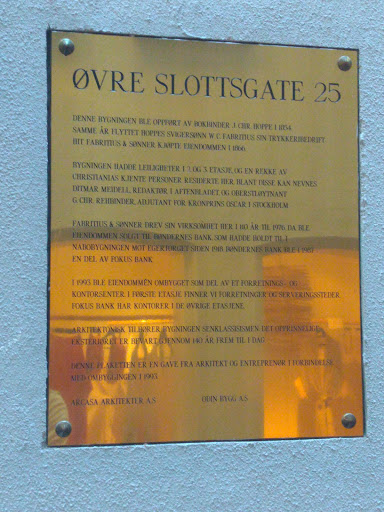 ØVRE SLOTTSGATE 25
DENNE BYGNINGEN BLE OPPFØRT AV BOKBINDER J. CHR. HOPPE I 1854.
SAMME ÅR FLYTTET HOPPES SVIGERSØNN W.C. FABRITIUS SIN TRYKKERIBEDRIFT
HIT. FABRITIUS & SØNNER KJØPTE EIENDOMMEN I 1866.
BYGNINGEN HADDE LEILIGHETER I 2. OG 3. ETASJE, OG EN REKKE AV
CHRISTIANIAS KJENTE PERSONER RESIDERTE HER. BLANT DISSE KAN NEVNES
DITMAR MEIDELL, REDAKTØR I AFTENBLADET OG OBERSTLØYTNANT
G. CHR. REHBINDER, ADJUTANT FOR KRONPRINS OSCAR I STOCKHOLM.
FABRITIUS & SØNNER DREV SIN VIRKSOMHET HER I 80 ÅR TIL DA BLE
EIENDOMMEN SOLGT TIL BØNDERNES BANK SOM HADDE HOLDT TIL I
NABOBYGNINGEN MOT EGERTORGET SIDEN 1918. BØNDERNES BANK BLE I
EN DEL AV FOKUS BANK.
I 1993 BLE EIENDOMMEN OMBYGGET SOM DEL AV ET FORRETNINGS- OG
KONTORSENTER. I FØRSTE ETASJE FINNER VI FORRETNINGER OG SERVERINGSSTEDER.
FOKUS BANK HAR KONTORER I DE ØVRIGE ETASJENE.
ARKITEKTONISK TILHØRER BYGNINGEN SENKLASSISISMEN. DET OPPRINNELIGE
EKSTERIØRET ER BEVART GJENNOM 140 ÅR FREM TIL I DAG.
DENNE PLAKETTEN ER EN GAVE FRA ARKITEKT OG ENTREPRENØR I FORBINDELSE
MED OMBYGGINGEN I 1993.
ARCASA ARKITEKTER A.S ODIN BYGG A.S